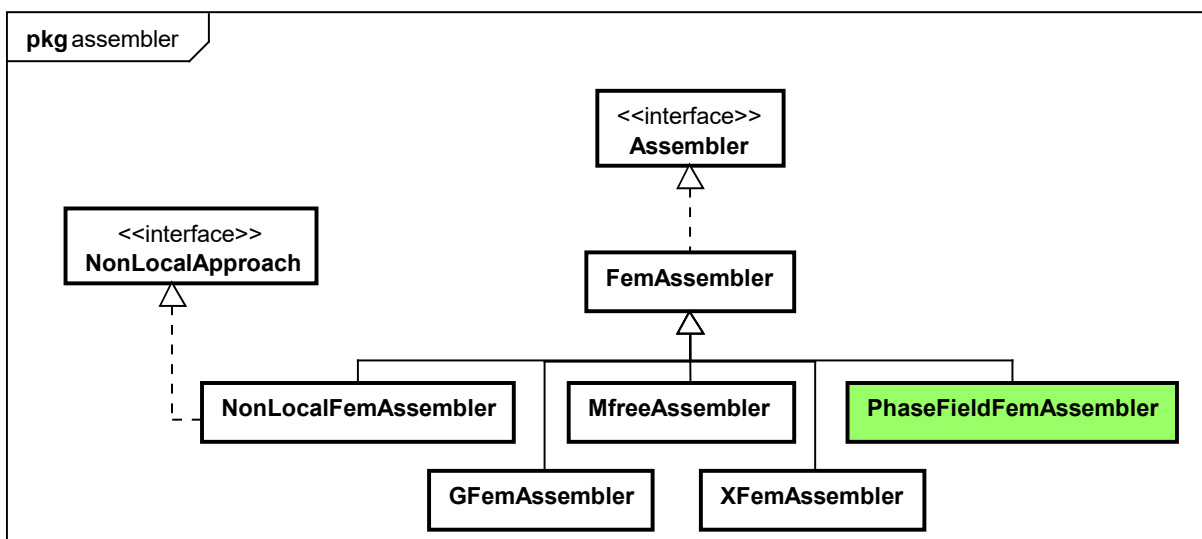 pkg assembler
<<interface>>
Assembler
<<interface>>
NonLocalApproach
FemAssembler
NonLocalFemAssembler
MfreeAssembler
PhaseFieldFemAssembler
GFemAssembler
XFemAssembler